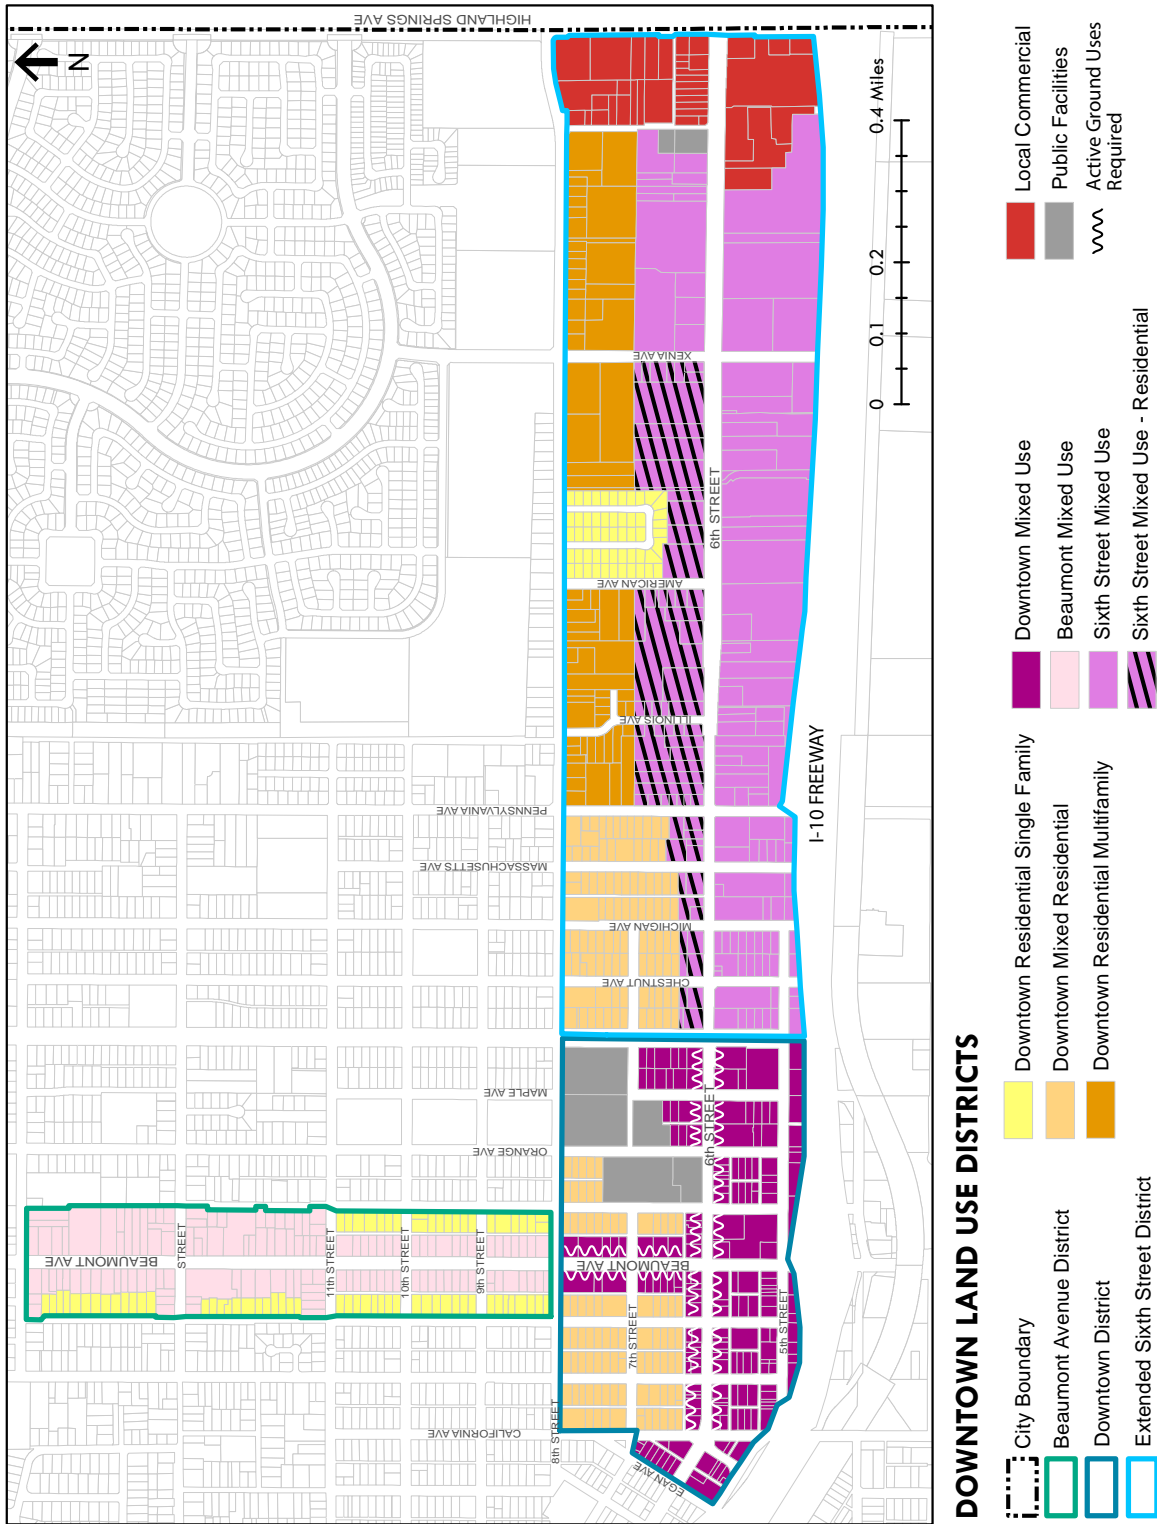 HIGHLAND SPRINGS AVE
N
XENIA AVE
6th STREET
AMERICAN AVE
ILLINOIS AVE
PENNSYLVANIA AVE
MASSACHUSETTS AVE
MICHIGAN AVE
CHESTNUT AVE
I-10 FREEWAY
MAPLE AVE
6th STREET
ORANGE AVE
BEAUMONT AVE
STREET
11th STREET
10th STREET
9th STREET
BEAUMONT AVE
7th STREET
5th STREET
8th STREET
CALIFORNIA AVE
EGAN AVE
0 0.1 0.2 0.4 Miles
DOWNTOWN LAND USE DISTRICTS
City Boundary
Beaumont Avenue District
Downtown District
Extended Sixth Street District
Downtown Residential Single Family
Downtown Mixed Residential
Downtown Residential Multifamily
Downtown Mixed Use
Beaumont Mixed Use
Sixth Street Mixed Use
Sixth Street Mixed Use - Residential
Local Commercial
Public Facilities
Active Ground Uses
Required